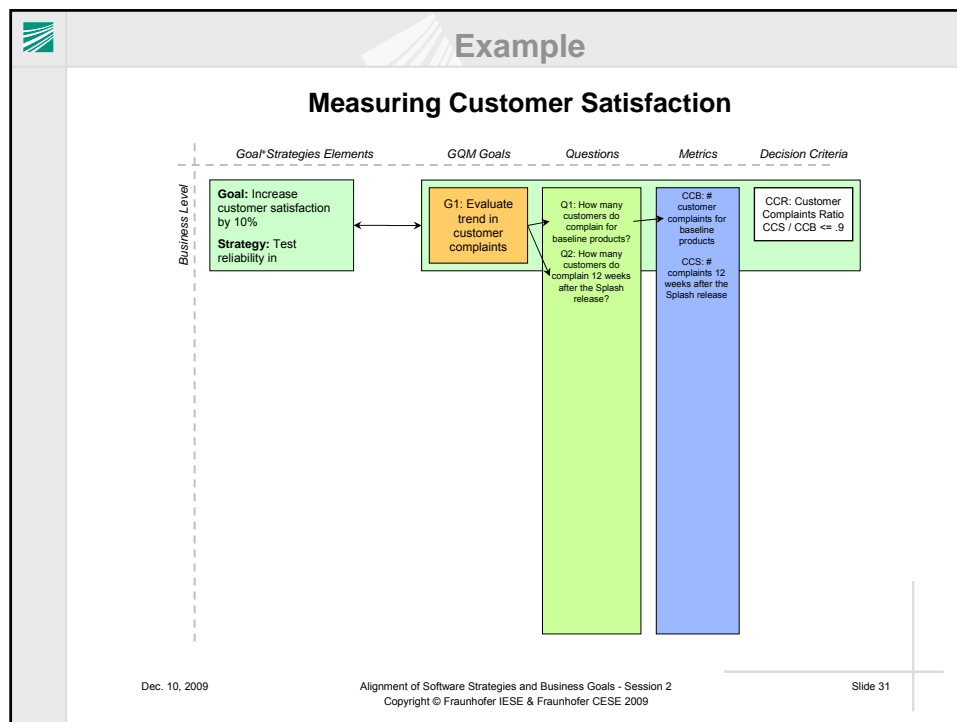 Example
Measuring Customer Satisfaction
Goal+Strategies Elements
GQM Goals
Questions
Metrics
Decision Criteria
Business Level
Goal: Increase
customer satisfaction
by 10%
Strategy: Test
reliability in
G1: Evaluate
trend in
customer
complaints
Q1: How many
customers do
complain for
baseline products?
Q2: How many
customers do
complain 12 weeks
after the Splash
release?
CCB: #
customer
complaints for
baseline
products
CCS: #
complaints 12
weeks after the
Splash release
CCR: Customer
Complaints Ratio
CCS / CCB <= .9
Dec. 10, 2009
Alignment of Software Strategies and Business Goals - Session 2
Copyright © Fraunhofer IESE & Fraunhofer CESE 2009
Slide 31